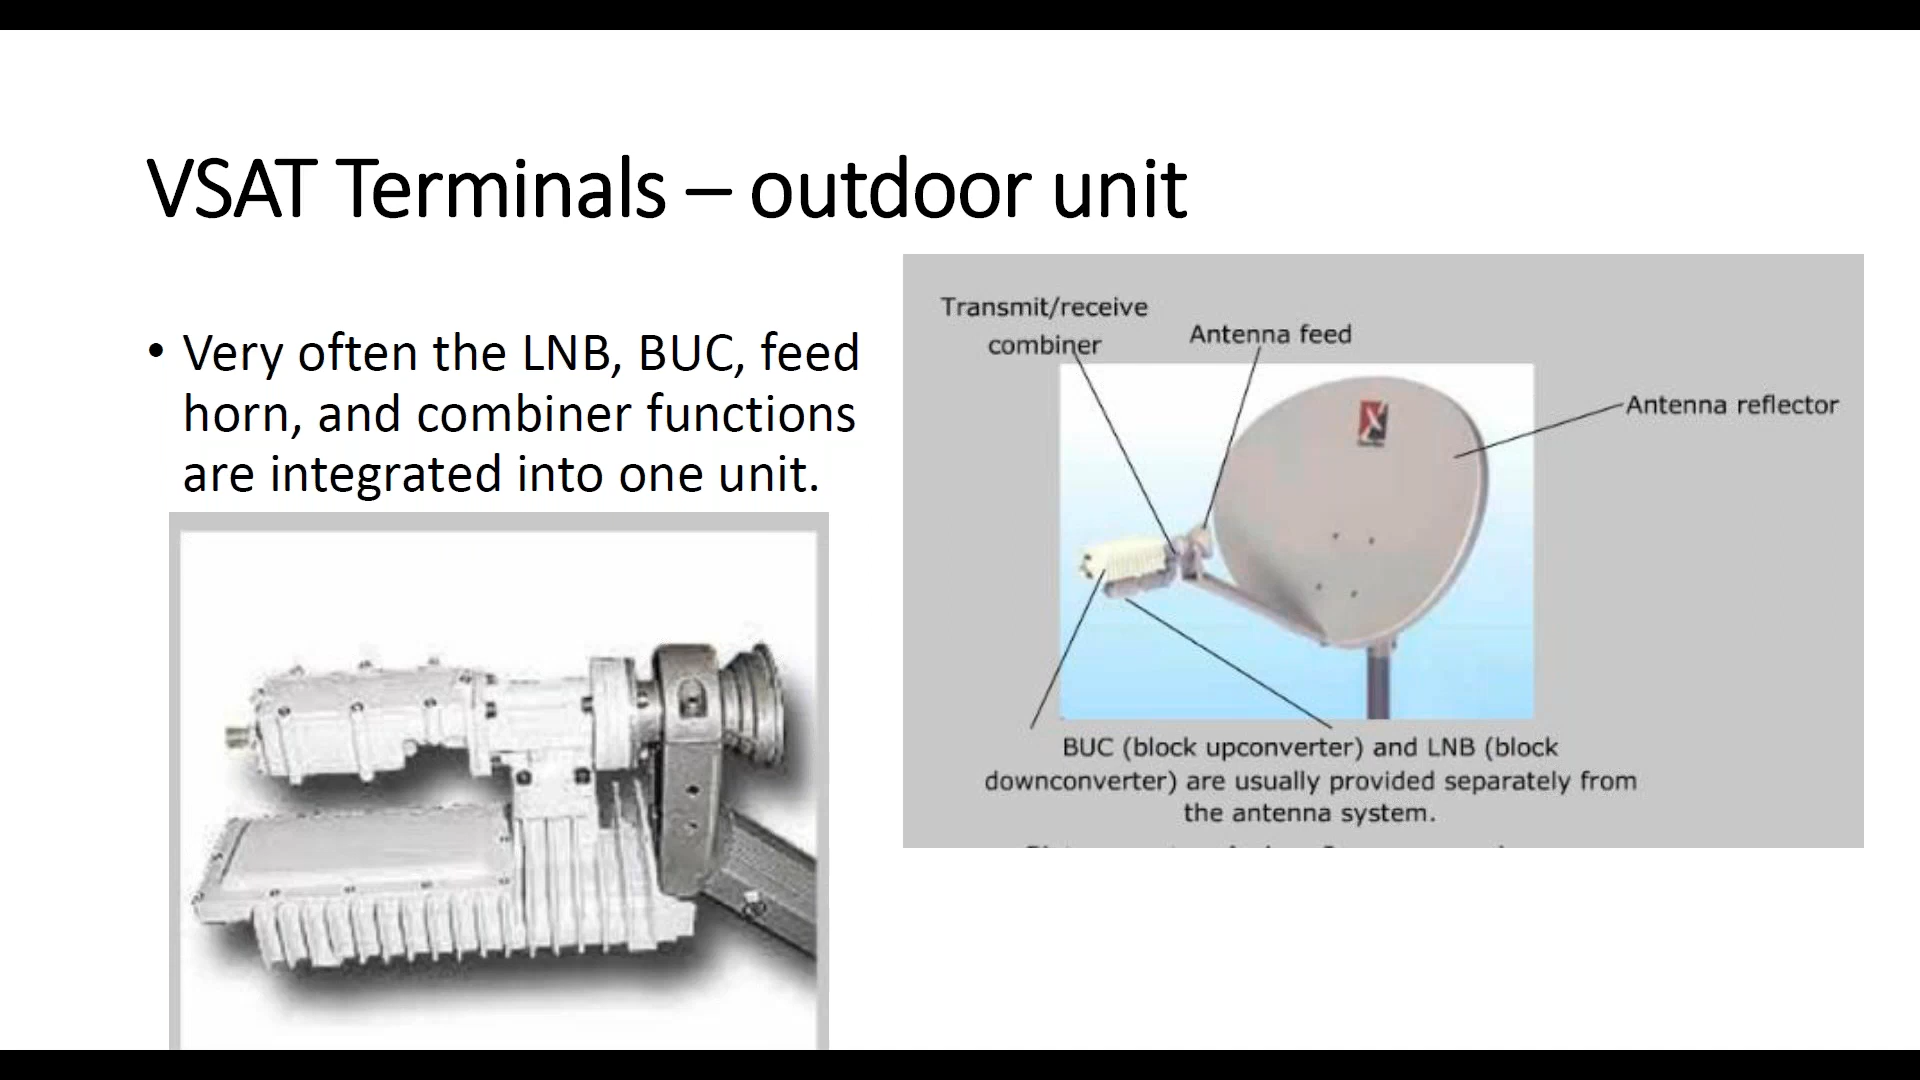 VSAT Terminals – outdoor unit
• Very often the LNB, BUC, feed
horn, and combiner functions
are integrated into one unit.
Transmit/receive
combiner
Antenna feed
Antenna reflector
BUC (block upconverter) and LNB (block
downconverter) are usually provided separately from
the antenna system.